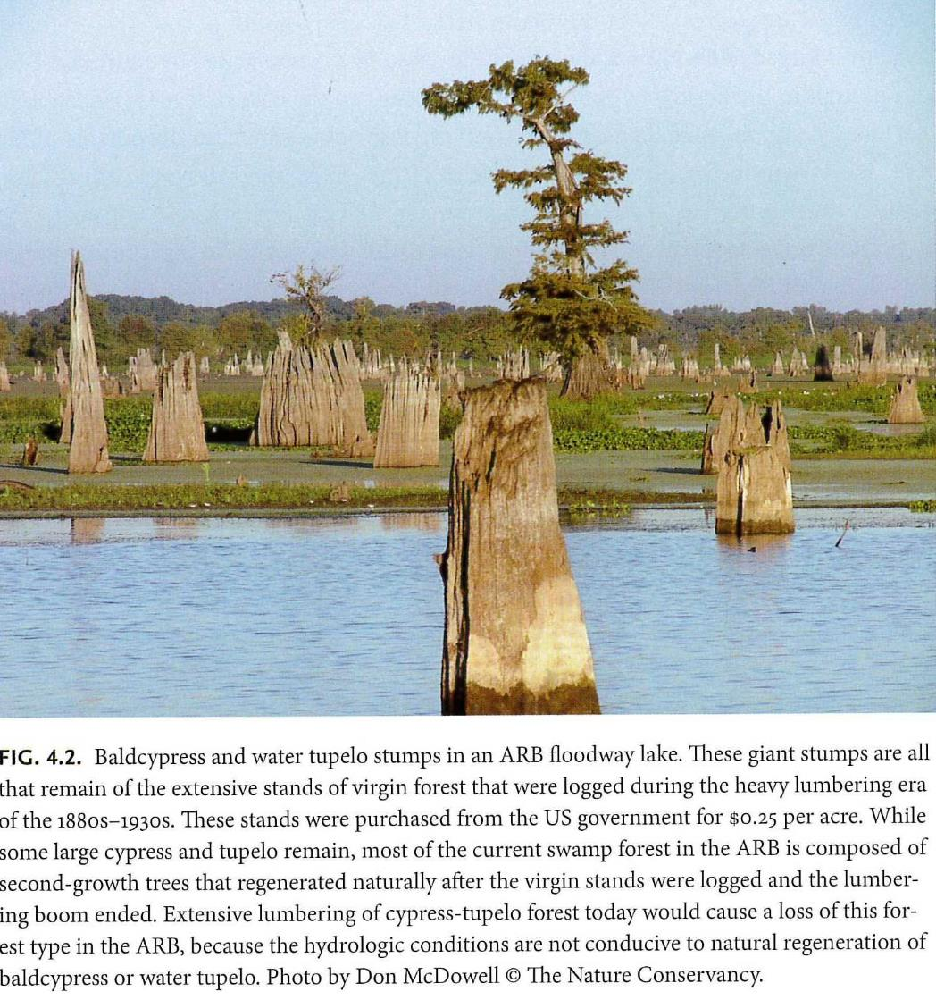 FIG. 4.2. Baldcypress and water tupelo stumps in an ARB floodway lake. These giant stumps are all
that remain of the extensive stands of virgin forest that were logged during the heavy lumbering era
of the 1880s–1930s. These stands were purchased from the US government for $0.25 per acre. While
some large cypress and tupelo remain, most of the current swamp forest in the ARB is composed of
second-growth trees that regenerated naturally after the virgin stands were logged and the lumber-
ing boom ended. Extensive lumbering of cypress-tupelo forest today would cause a loss of this for-
est type in the ARB, because the hydrologic conditions are not conducive to natural regeneration of
baldcypress or water tupelo. Photo by Don McDowell © The Nature Conservancy.